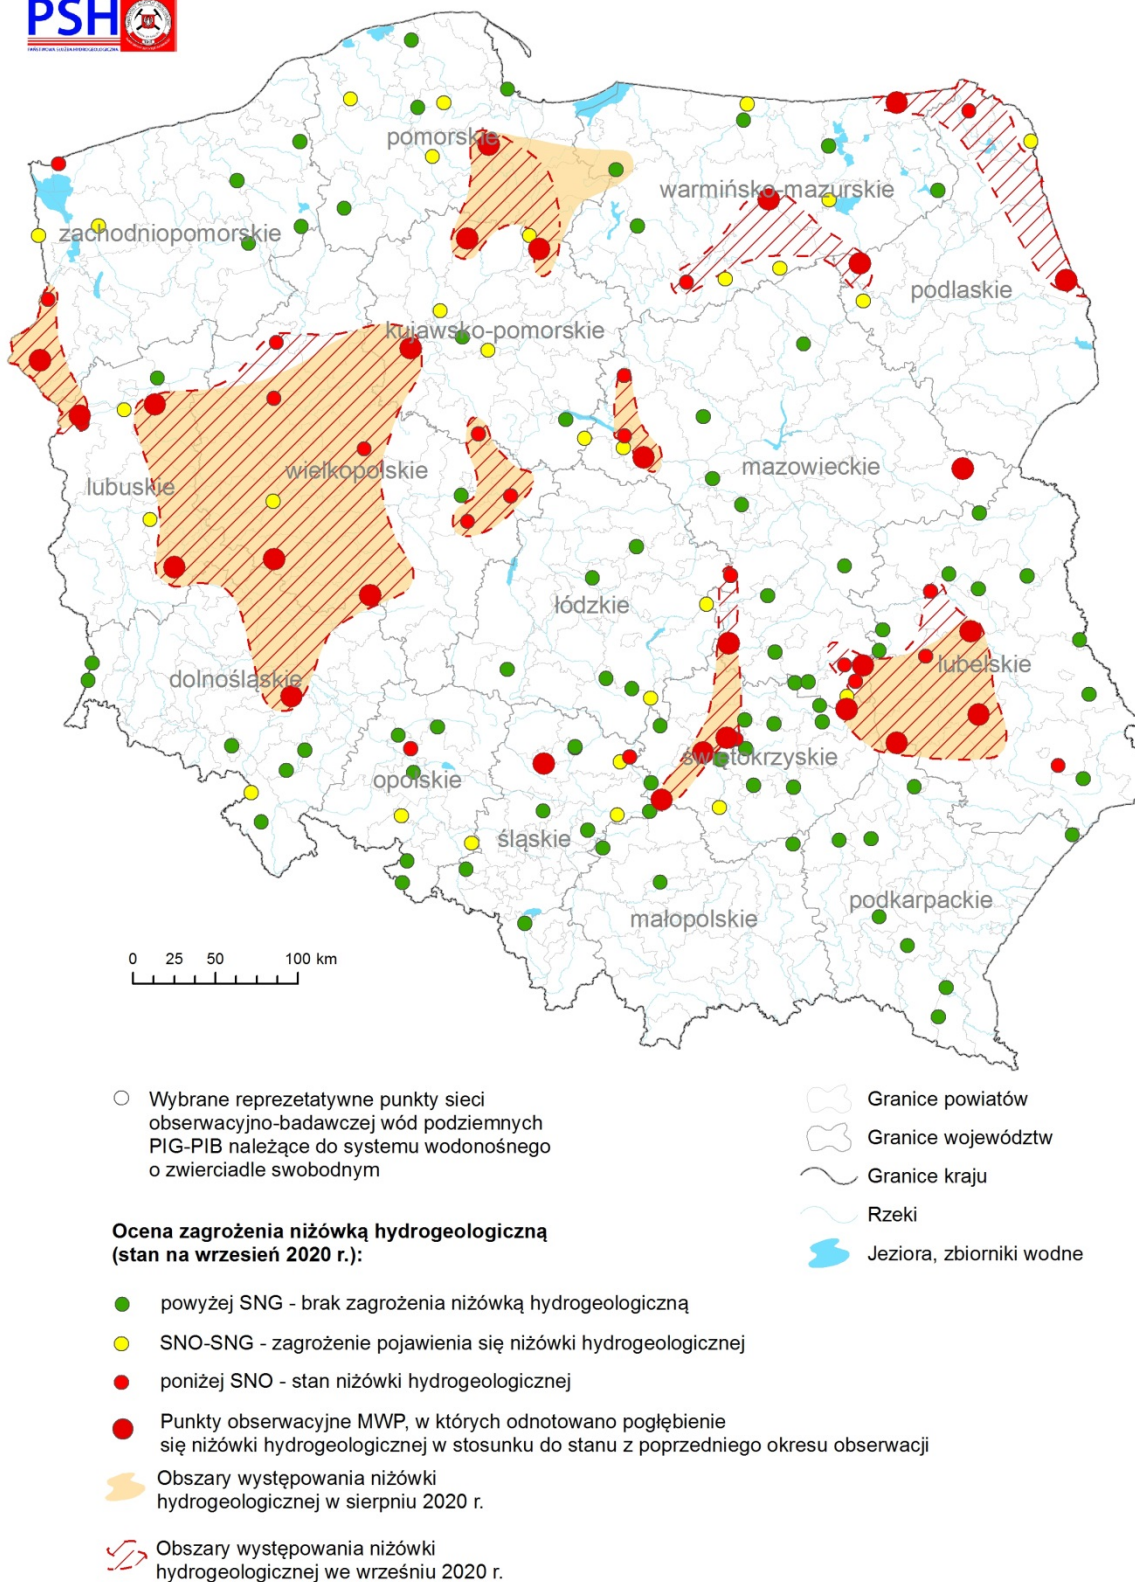 PSH
PAŃSTWOWA SŁUŻBA HYDROGEOLOGICZNA
pomorskie
warmińsko-mazurskie
zachodniopomorskie
podlaskie
kujawsko-pomorskie
mazowieckie
wielkopolskie
lubuskie
łódzkie
lubelskie
dolnośląskie
świętokrzyskie
opolskie
śląskie
podkarpackie
małopolskie
0 25 50 100 km
Wybrane reprezetatywne punkty sieci
obserwacyjno-badawczej wód podziemnych
PIG-PIB należące do systemu wodonośnego
o zwierciadle swobodnym
Granice powiatów
Granice województw
Granice kraju
Rzeki
Jeziora, zbiorniki wodne
Ocena zagrożenia niżówką hydrogeologiczną
(stan na wrzesień 2020 r.):
powyżej SNG - brak zagrożenia niżówką hydrogeologiczną
SNO-SNG - zagrożenie pojawienia się niżówki hydrogeologicznej
poniżej SNO - stan niżówki hydrogeologicznej
Punkty obserwacyjne MWP, w których odnotowano pogłębienie
się niżówki hydrogeologicznej w stosunku do stanu z poprzedniego okresu obserwacji
Obszary występowania niżówki
hydrogeologicznej w sierpniu 2020 r.
Obszary występowania niżówki
hydrogeologicznej we wrześniu 2020 r.